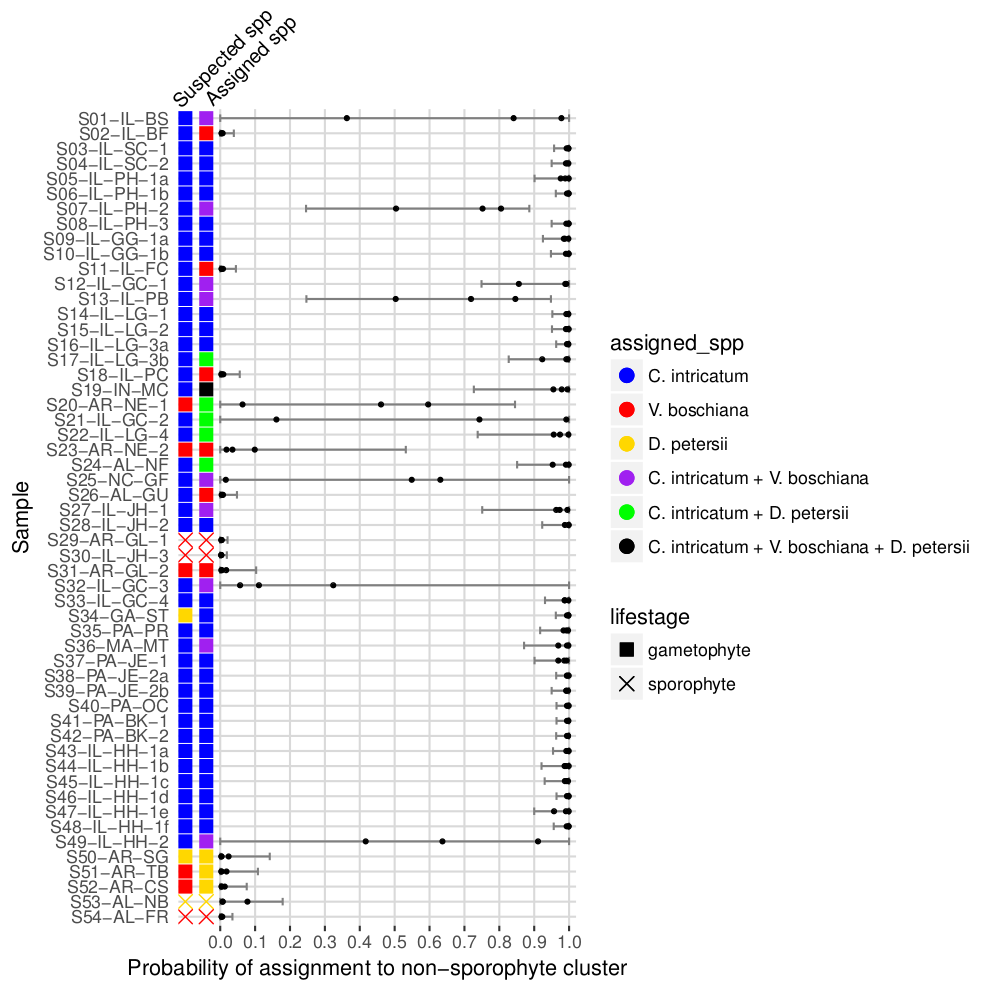 Suspected spp
Assigned spp
S01−IL−BS
S02−IL−BF
S03−IL−SC−1
S04−IL−SC−2
S05−IL−PH−1a
S06−IL−PH−1b
S07−IL−PH−2
S08−IL−PH−3
S09−IL−GG−1a
S10−IL−GG−1b
S11−IL−FC
S12−IL−GC−1
S13−IL−PB
S14−IL−LG−1
S15−IL−LG−2
S16−IL−LG−3a
S17−IL−LG−3b
S18−IL−PC
S19−IN−MC
S20−AR−NE−1
S21−IL−GC−2
S22−IL−LG−4
S23−AR−NE−2
S24−AL−NF
S25−NC−GF
S26−AL−GU
S27−IL−JH−1
S28−IL−JH−2
S29−AR−GL−1
S30−IL−JH−3
S31−AR−GL−2
S32−IL−GC−3
S33−IL−GC−4
S34−GA−ST
S35−PA−PR
S36−MA−MT
S37−PA−JE−1
S38−PA−JE−2a
S39−PA−JE−2b
S40−PA−OC
S41−PA−BK−1
S42−PA−BK−2
S43−IL−HH−1a
S44−IL−HH−1b
S45−IL−HH−1c
S46−IL−HH−1d
S47−IL−HH−1e
S48−IL−HH−1f
S49−IL−HH−2
S50−AR−SG
S51−AR−TB
S52−AR−CS
S53−AL−NB
S54−AL−FR
Sample
0.0 0.1 0.2 0.3 0.4 0.5 0.6 0.7 0.8 0.9 1.0
Probability of assignment to non−sporophyte cluster
assigned_spp
C. intricatum
V. boschiana
D. petersii
C. intricatum + V. boschiana
C. intricatum + D. petersii
C. intricatum + V. boschiana + D. petersii
lifestage
gametophyte
sporophyte